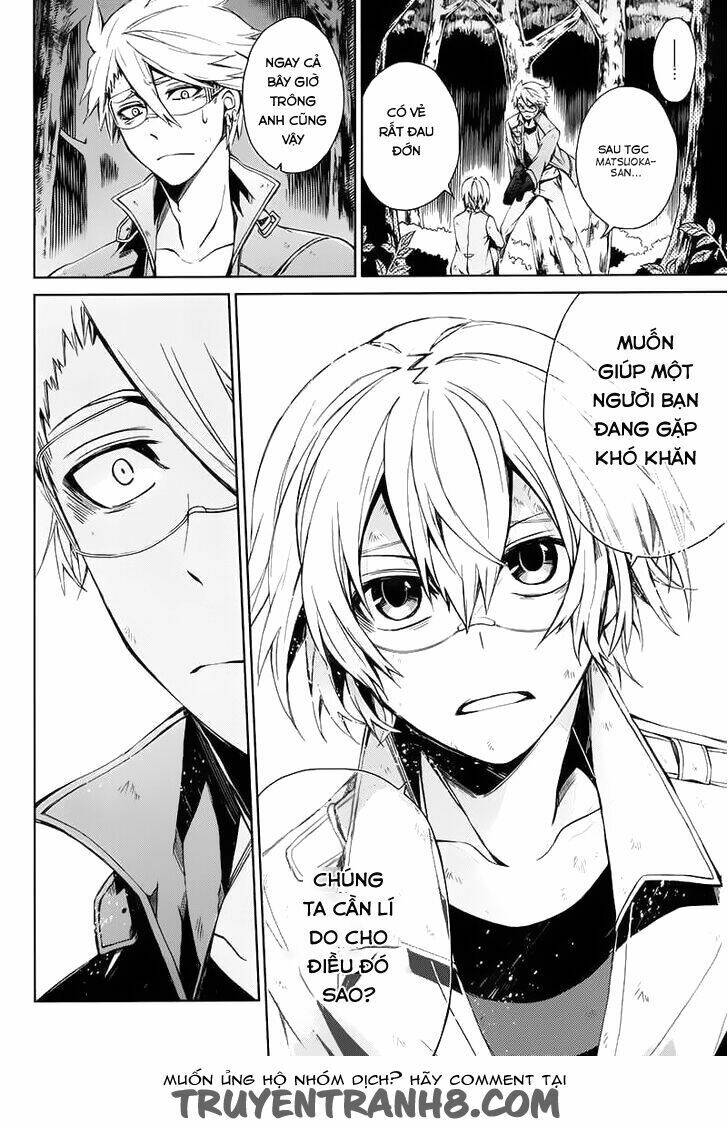 ...
SAU TGC
MATSUOKA-
SAN...
CÓ VẺ
RẤT ĐAU
ĐỚN
NGAY CẢ
BÂY GIỜ
TRÔNG
ANH CŨNG
VẬY
MUỐN
GIÚP MỘT
NGƯỜI BẠN
ĐANG GẶP
KHÓ KHĂN
CHÚNG
TA CẦN LÍ
DO CHO
ĐIỀU ĐÓ
SAO?
MUỐN ỦNG HỘ NHÓM DỊCH? HÃY COMMENT TẠI
TRUYENTRANH8.COM